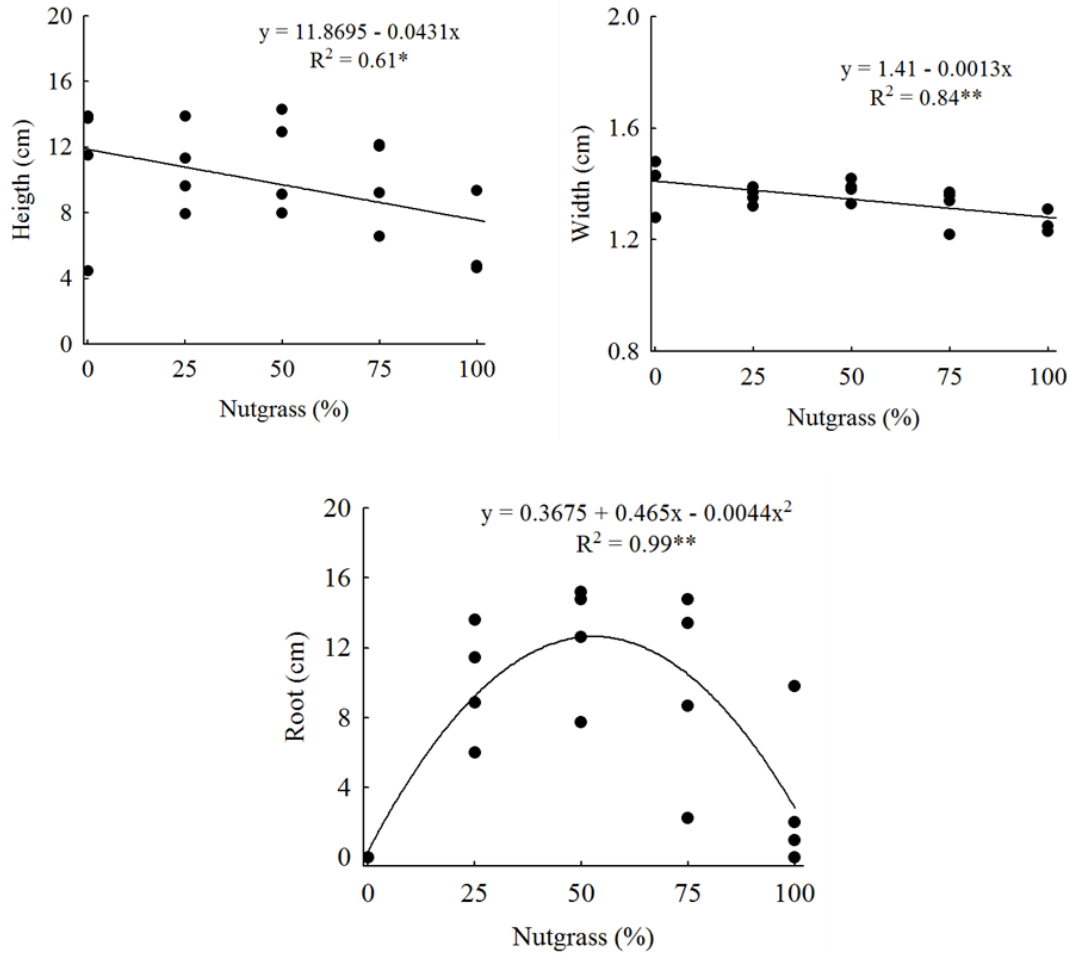 y = 11.8695 - 0.0431x
R² = 0.61*
20
16
12
8
4
0
Heigth (cm)
0 25 50 75 100
Nutgrass (%)
y = 1.41 - 0.0013x
R² = 0.84**
2.0
1.6
1.2
0.8
Width (cm)
0 25 50 75 100
Nutgrass (%)
y = 0.3675 + 0.465x - 0.0044x²
R² = 0.99**
20
16
12
8
4
0
Root (cm)
0 25 50 75 100
Nutgrass (%)